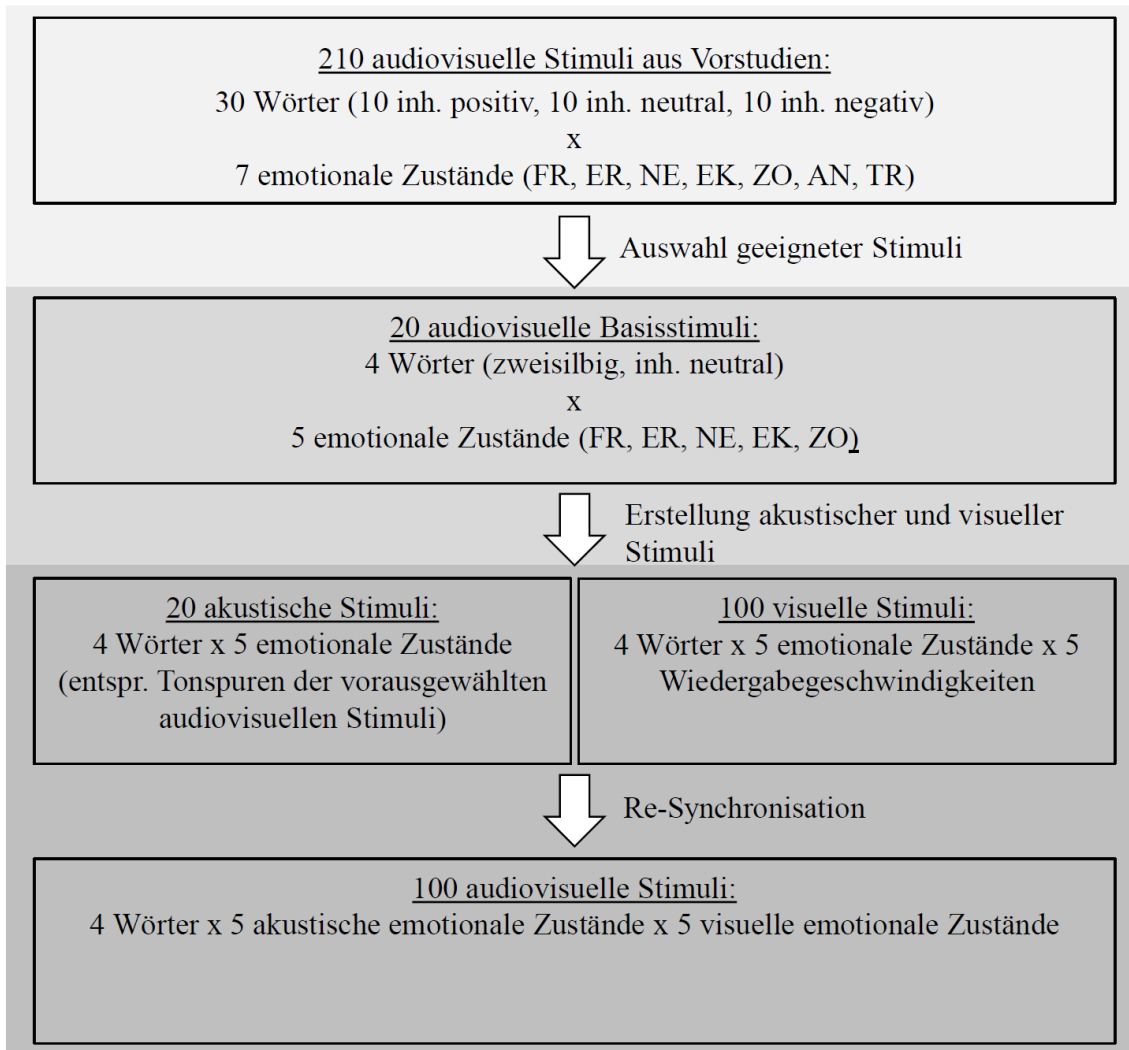 210 audiovisuelle Stimuli aus Vorstudien:
30 Wörter (10 inh. positiv, 10 inh. neutral, 10 inh. negativ)
x
7 emotionale Zustände (FR, ER, NE, EK, ZO, AN, TR)
Auswahl geeigneter Stimuli
20 audiovisuelle Basisstimuli:
4 Wörter (zweisilbig, inh. neutral)
x
5 emotionale Zustände (FR, ER, NE, EK, ZO)
Erstellung akustischer und visueller
Stimuli
20 akustische Stimuli:
4 Wörter x 5 emotionale Zustände
(entspr. Tonspuren der vorausgewählten
audiovisuellen Stimuli)
100 visuelle Stimuli:
4 Wörter x 5 emotionale Zustände x 5
Wiedergabegeschwindigkeiten
Re-Synchronisation
100 audiovisuelle Stimuli:
4 Wörter x 5 akustische emotionale Zustände x 5 visuelle emotionale Zustände